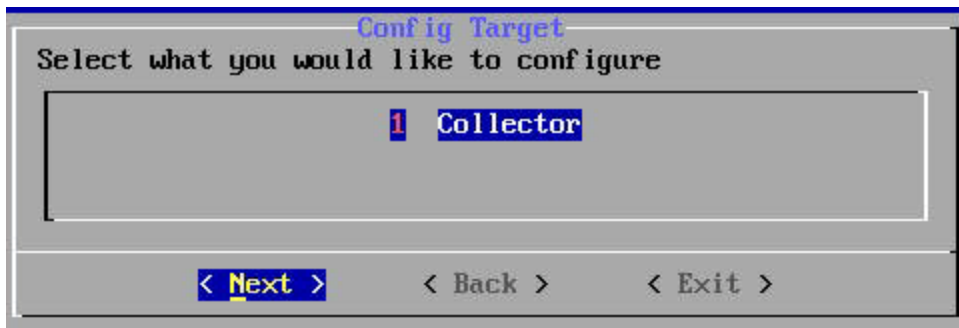 Config Target
Select what you would like to configure
1 Collector
< Next > < Back > < Exit >